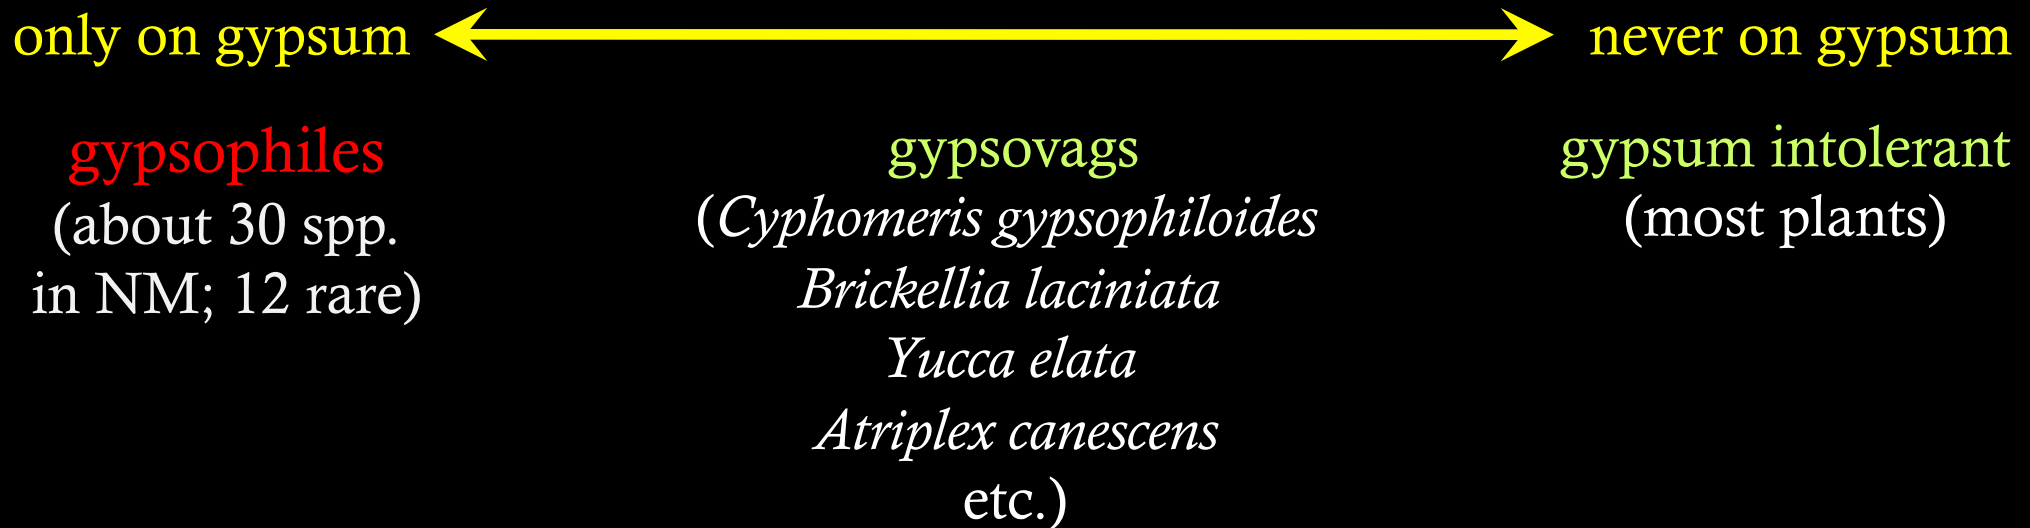 only on gypsum never on gypsum
gypsophiles
(about 30 spp.
in NM; 12 rare)
gypsovags
(Cyphomeris gypsophiloides
Brickellia laciniata
Yucca elata
Atriplex canescens
etc.)
gypsum intolerant
(most plants)